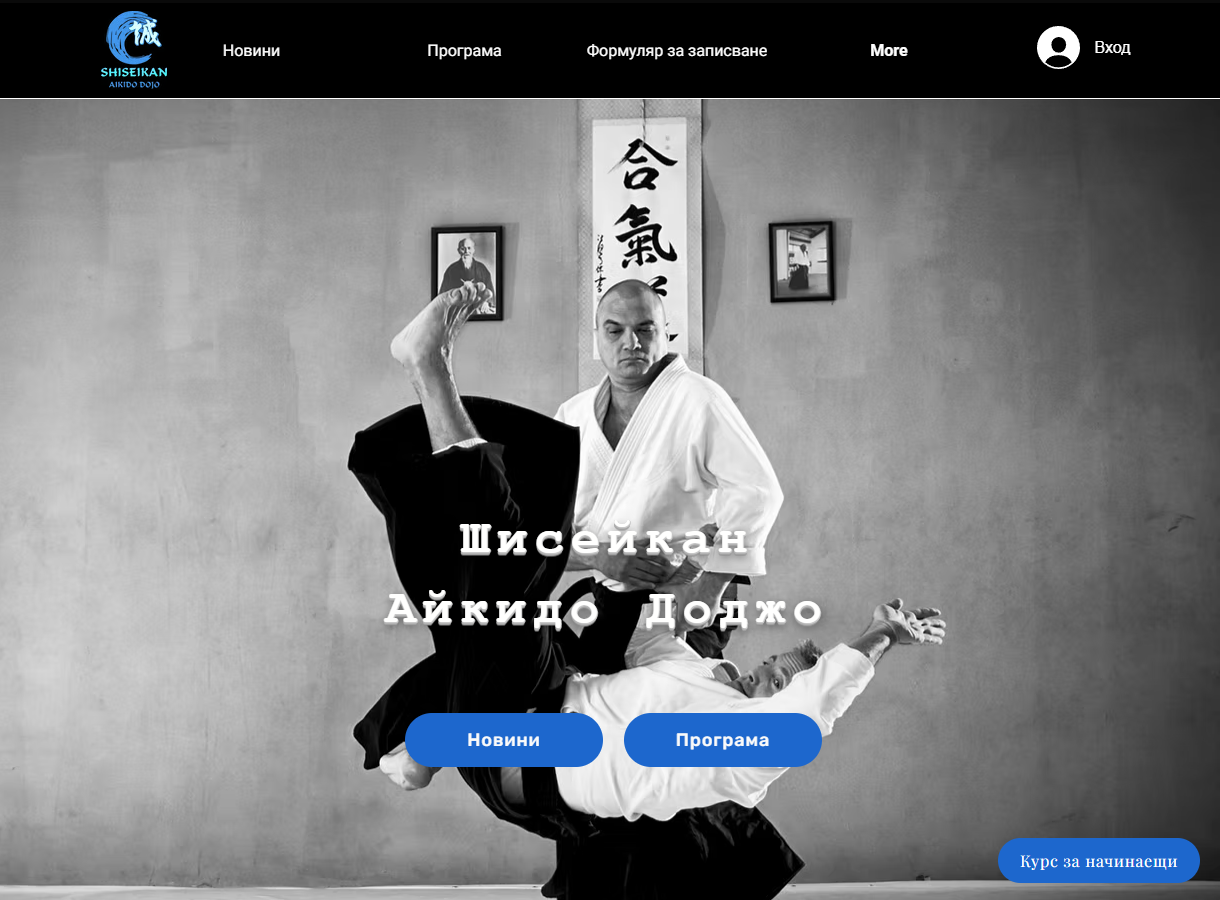 誠
SHISEIKAN
AIKIDO DOJO
Новини
Програма
Формуляр за записване
More
Вход
合
氣
Шисейкан
Айкидо Доджо
Новини
Програма
Курс за начинаещи